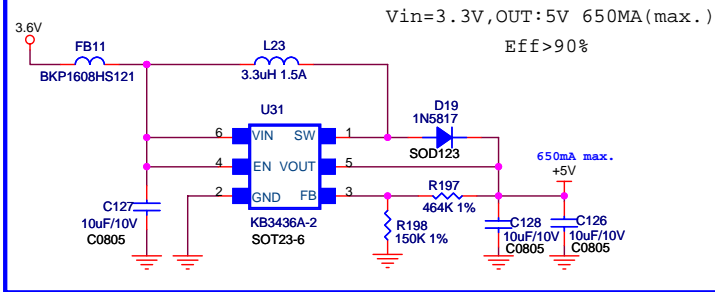 Vin=3.3V,OUT:5V 650MA(max.)
Eff>90%
3.6V
FB11
BKP1608HS121
L23
3.3uH 1.5A
U31
D19
1N5817
SOD123
6 VIN SW 1
4 EN VOUT 5
2 GND FB 3
KB3436A-2
SOT23-6
650mA max.
+5V
R197
464K 1%
R198
150K 1%
C127
10uF/10V
C0805
C128
10uF/10V
C0805
C126
10uF/10V
C0805